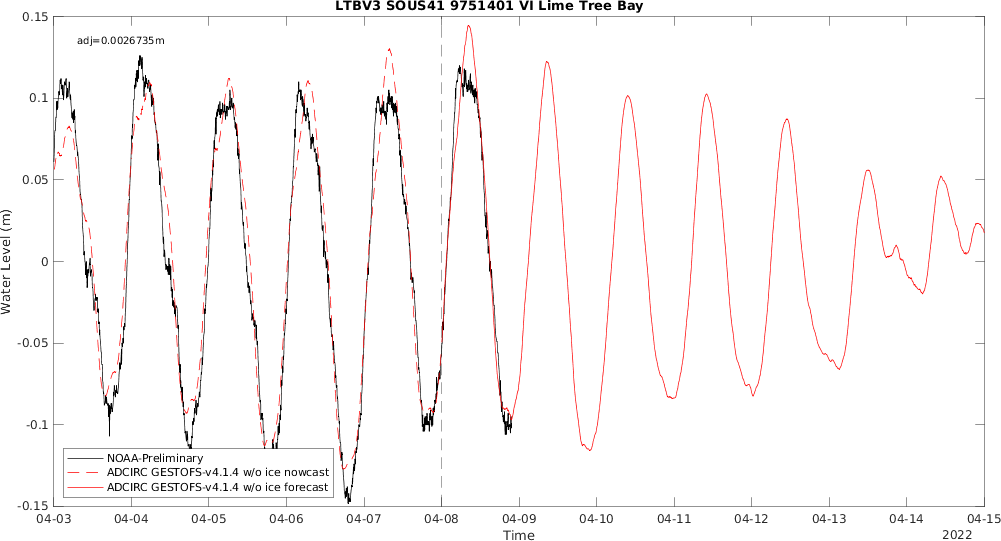 LTBV3 SOUS41 9751401 VI Lime Tree Bay
adj=0.0026735m
0.15
0.1
0.05
0
-0.05
-0.1
-0.15
Water Level (m)
NOAA-Preliminary
ADCIRC GESTOFS-v4.1.4 w/o ice nowcast
ADCIRC GESTOFS-v4.1.4 w/o ice forecast
04-03 04-04 04-05 04-06 04-07 04-08 04-09 04-10 04-11 04-12 04-13 04-14 04-15
Time
2022